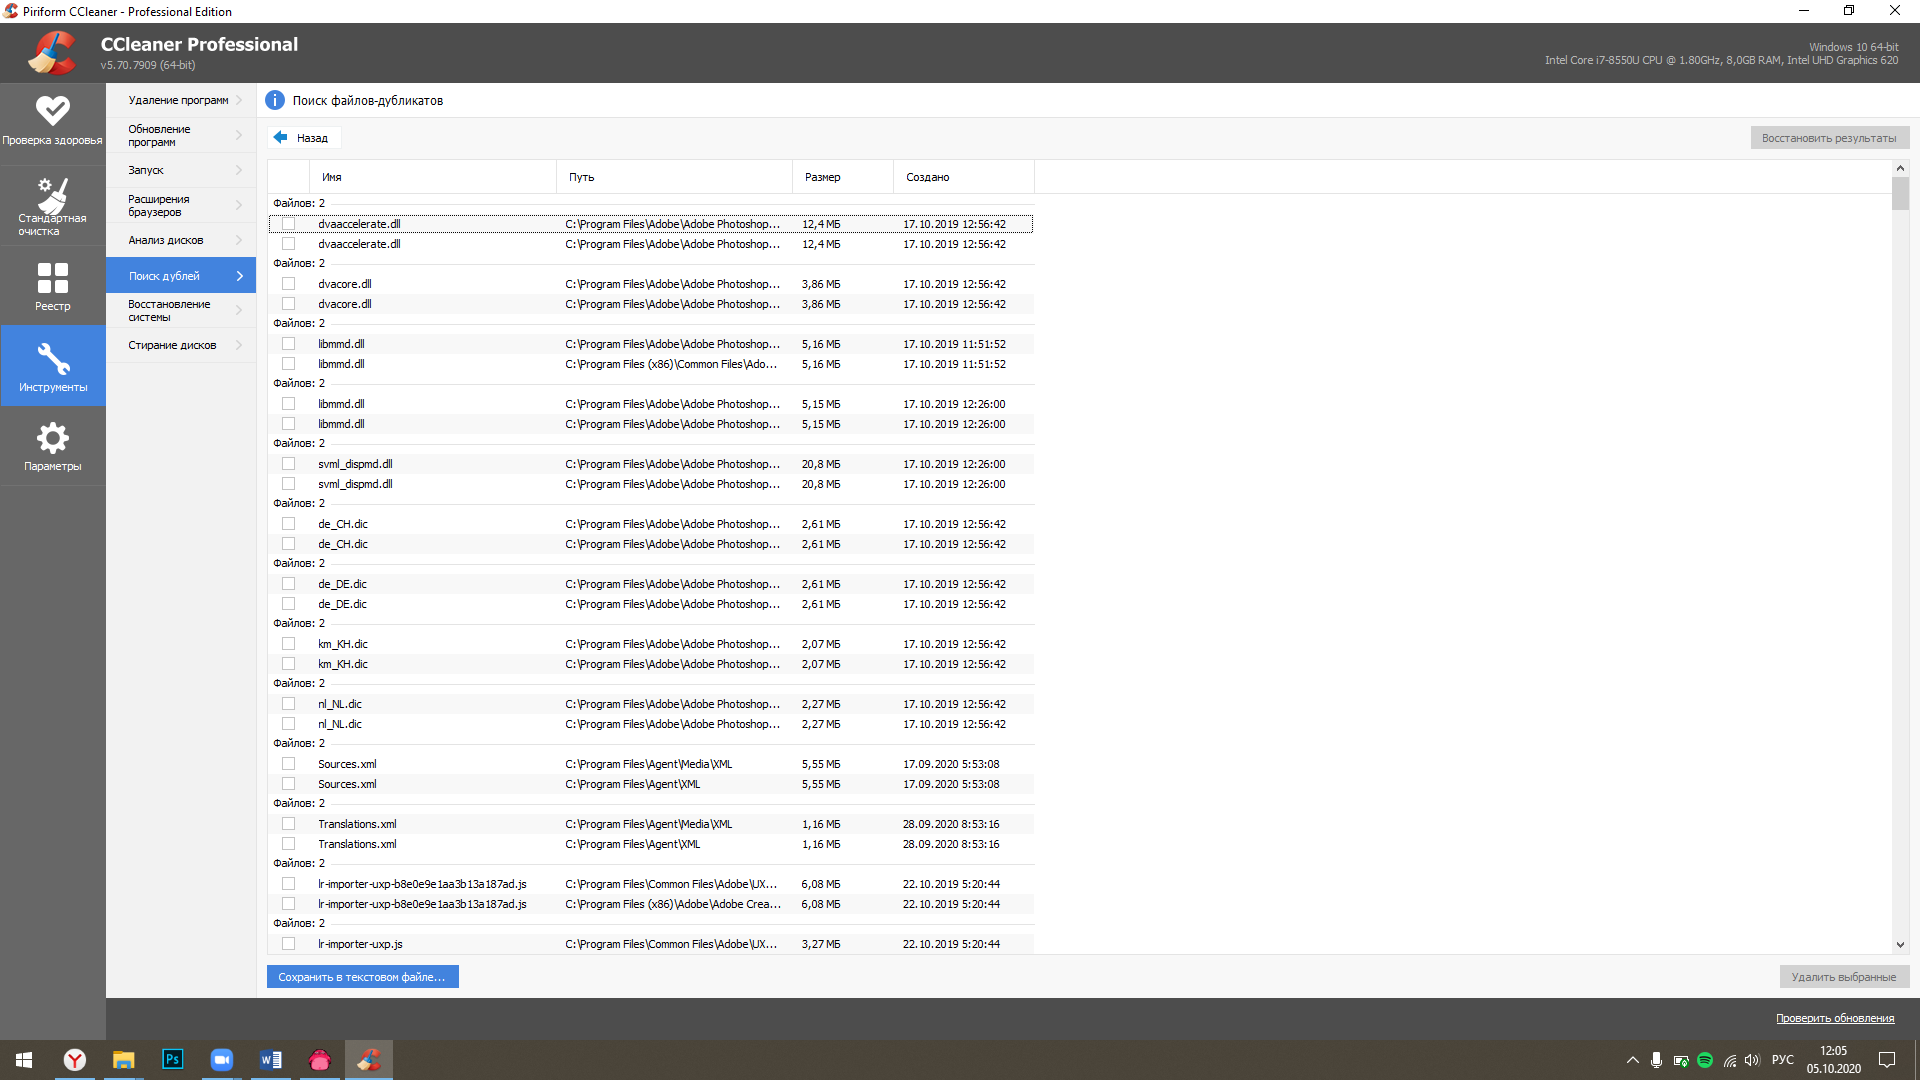 Piriform CCleaner - Professional Edition
CCleaner Professional
v5.70.7909 (64-bit)
Windows 10 64-bit
Intel Core i7-8550U CPU @ 1.80GHz, 8,0GB RAM, Intel UHD Graphics 620
Проверка здоровья
Стандартная
очистка
Реестр
Инструменты
Параметры
Удаление программ
Обновление
программ
Запуск
Расширения
браузеров
Анализ дисков
Поиск дублей
Восстановление
системы
Стирание дисков
Поиск файлов-дубликатов
Назад
Восстановить результаты
Имя Путь Размер Создано
Файлов: 2
dvaaccelerate.dll C:\Program Files\Adobe\Adobe Photoshop... 12,4 МБ 17.10.2019 12:56:42
dvaaccelerate.dll C:\Program Files\Adobe\Adobe Photoshop... 12,4 МБ 17.10.2019 12:56:42
Файлов: 2
dvacore.dll C:\Program Files\Adobe\Adobe Photoshop... 3,86 МБ 17.10.2019 12:56:42
dvacore.dll C:\Program Files\Adobe\Adobe Photoshop... 3,86 МБ 17.10.2019 12:56:42
Файлов: 2
libmmd.dll C:\Program Files\Adobe\Adobe Photoshop... 5,16 МБ 17.10.2019 11:51:52
libmmd.dll C:\Program Files (x86)\Common Files\Ado... 5,16 МБ 17.10.2019 11:51:52
Файлов: 2
libmmd.dll C:\Program Files\Adobe\Adobe Photoshop... 5,15 МБ 17.10.2019 12:26:00
libmmd.dll C:\Program Files\Adobe\Adobe Photoshop... 5,15 МБ 17.10.2019 12:26:00
Файлов: 2
svml_dispmd.dll C:\Program Files\Adobe\Adobe Photoshop... 20,8 МБ 17.10.2019 12:26:00
svml_dispmd.dll C:\Program Files\Adobe\Adobe Photoshop... 20,8 МБ 17.10.2019 12:26:00
Файлов: 2
de_CH.dic C:\Program Files\Adobe\Adobe Photoshop... 2,61 МБ 17.10.2019 12:56:42
de_CH.dic C:\Program Files\Adobe\Adobe Photoshop... 2,61 МБ 17.10.2019 12:56:42
Файлов: 2
de_DE.dic C:\Program Files\Adobe\Adobe Photoshop... 2,61 МБ 17.10.2019 12:56:42
de_DE.dic C:\Program Files\Adobe\Adobe Photoshop... 2,61 МБ 17.10.2019 12:56:42
Файлов: 2
km_KH.dic C:\Program Files\Adobe\Adobe Photoshop... 2,07 МБ 17.10.2019 12:56:42
km_KH.dic C:\Program Files\Adobe\Adobe Photoshop... 2,07 МБ 17.10.2019 12:56:42
Файлов: 2
nl_NL.dic C:\Program Files\Adobe\Adobe Photoshop... 2,27 МБ 17.10.2019 12:56:42
nl_NL.dic C:\Program Files\Adobe\Adobe Photoshop... 2,27 МБ 17.10.2019 12:56:42
Файлов: 2
Sources.xml C:\Program Files\Agent\Media\XML 5,55 МБ 17.09.2020 5:53:08
Sources.xml C:\Program Files\Agent\XML 5,55 МБ 17.09.2020 5:53:08
Файлов: 2
Translations.xml C:\Program Files\Agent\Media\XML 1,16 МБ 28.09.2020 8:53:16
Translations.xml C:\Program Files\Agent\XML 1,16 МБ 28.09.2020 8:53:16
Файлов: 2
lr-importer-uxp-b8e0e9e1aa3b13a187ad.js C:\Program Files\Common Files\Adobe\UX... 6,08 МБ 22.10.2019 5:20:44
lr-importer-uxp-b8e0e9e1aa3b13a187ad.js C:\Program Files (x86)\Adobe\Adobe Crea... 6,08 МБ 22.10.2019 5:20:44
Файлов: 2
lr-importer-uxp.js C:\Program Files\Common Files\Adobe\UX... 3,27 МБ 22.10.2019 5:20:44
Сохранить в текстовом файле...
Удалить выбранные
Проверить обновления
Ps
РУС
12:05
05.10.2020